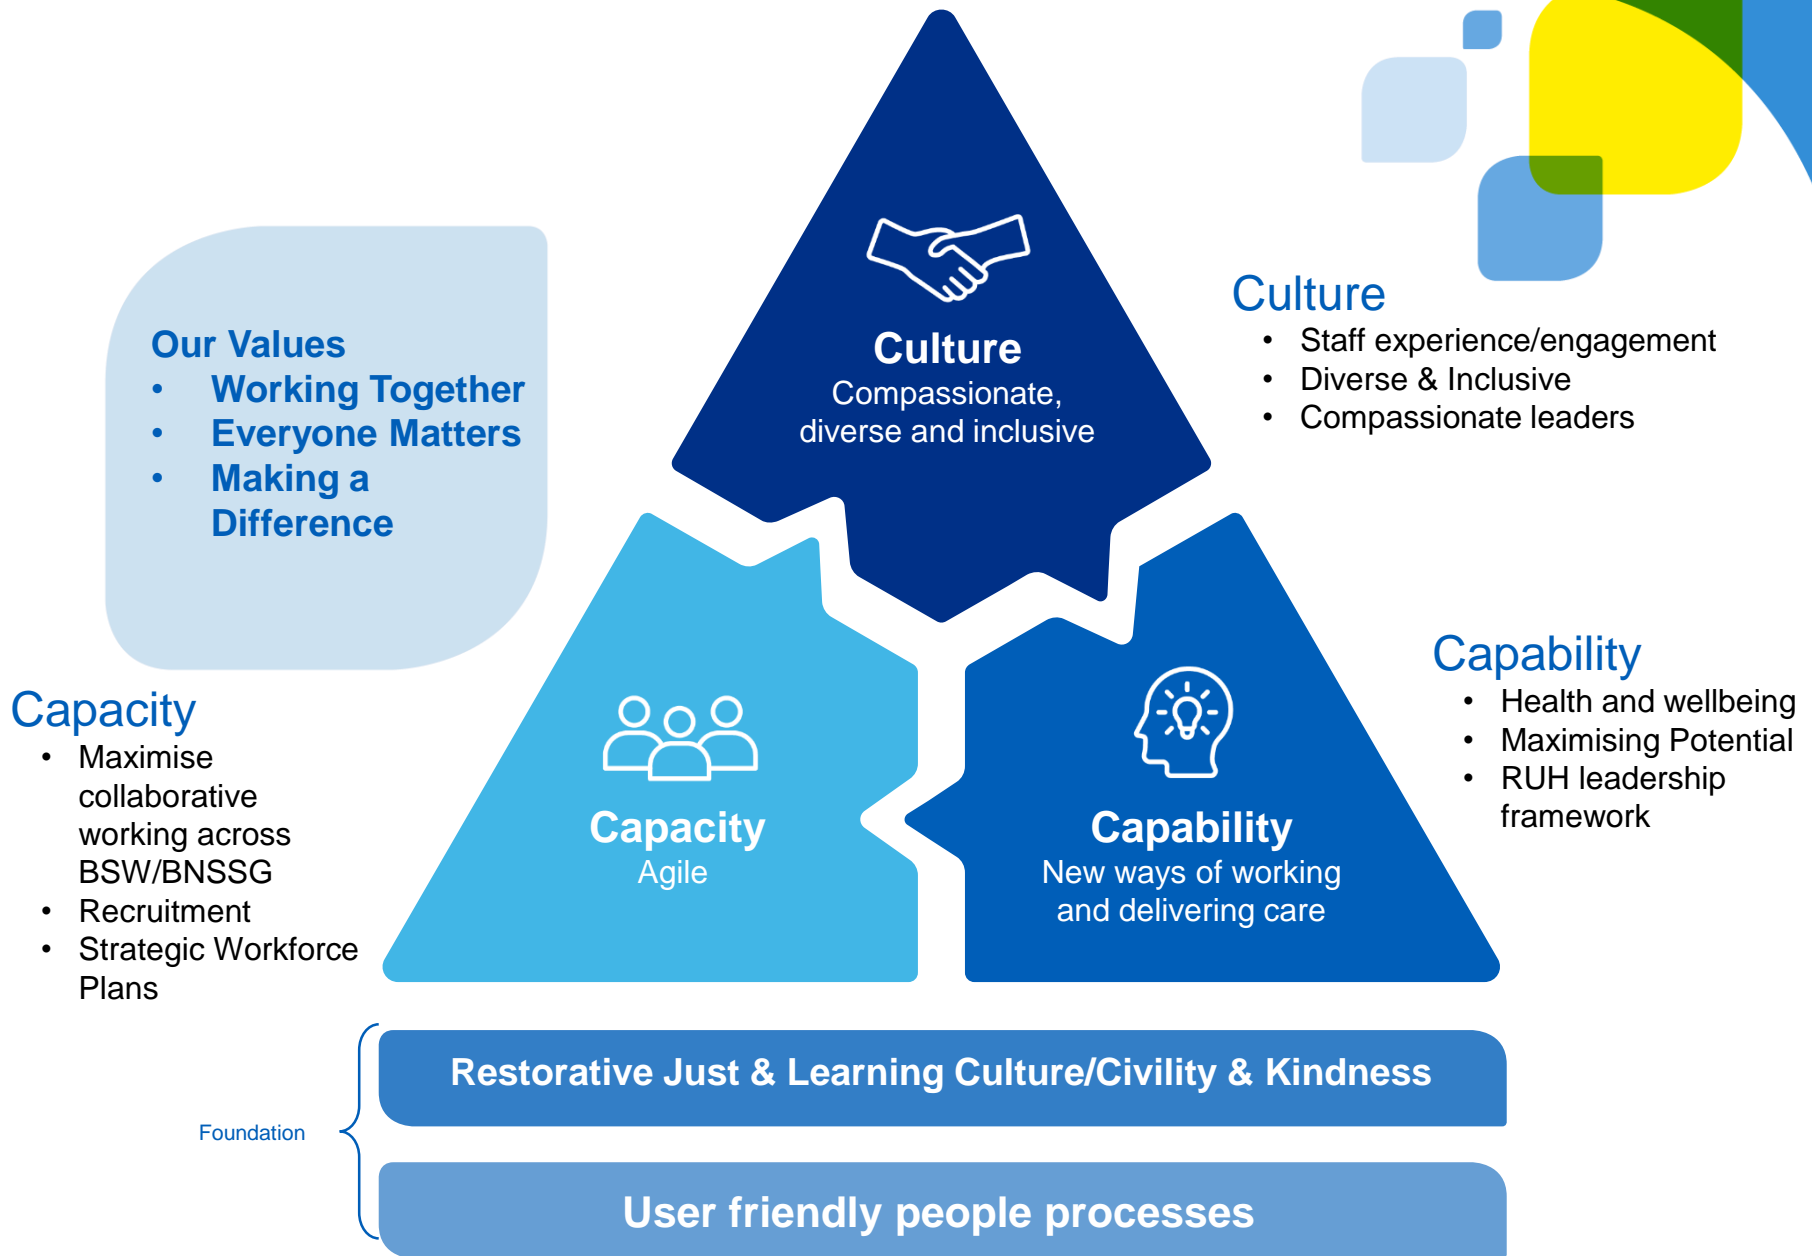 Our Values
• Working Together
• Everyone Matters
• Making a
Difference
Culture
Compassionate,
diverse and inclusive
Culture
• Staff experience/engagement
• Diverse & Inclusive
• Compassionate leaders
Capacity
• Maximise
collaborative
working across
BSW/BNSSG
• Recruitment
• Strategic Workforce
Plans
Capacity
Agile
Capability
New ways of working
and delivering care
Capability
• Health and wellbeing
• Maximising Potential
• RUH leadership
framework
Foundation
Restorative Just & Learning Culture/Civility & Kindness
User friendly people processes